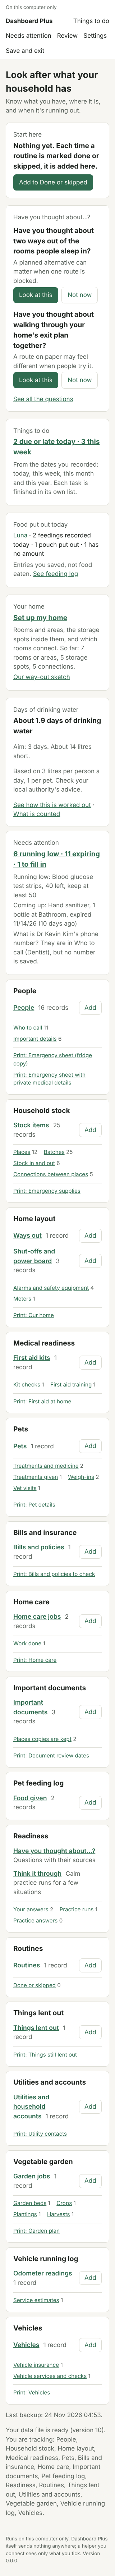 On this computer only
Dashboard Plus
Things to do
Needs attention
Review
Settings
Save and exit
Look after what your
household has
Know what you have, where it is,
and when it's running out.
Start here
Nothing yet. Each time a
routine is marked done or
skipped, it is added here.
Add to Done or skipped
Have you thought about...?
Have you thought about
two ways out of the
rooms people sleep in?
A planned alternative can
matter when one route is
blocked.
Look at this
Not now
Have you thought about
walking through your
home's exit plan
together?
A route on paper may feel
different when people try it.
Look at this
Not now
See all the questions
Things to do
2 due or late today · 3 this
week
From the dates you recorded:
today, this week, this month
and this year. Each task is
finished in its own list.
Food put out today
Luna · 2 feedings recorded
today · 1 pouch put out · 1 has
no amount
Entries you saved, not food
eaten. See feeding log
Your home
Set up my home
Rooms and areas, the storage
spots inside them, and which
rooms connect. So far: 7
rooms or areas, 5 storage
spots, 5 connections.
Our way-out sketch
Days of drinking water
About 1.9 days of drinking
water
Aim: 3 days. About 14 litres
short.
Based on 3 litres per person a
day, 1 per pet. Check your
local authority's advice.
See how this is worked out ·
What is counted
Needs attention
6 running low · 11 expiring
· 1 to fill in
Running low: Blood glucose
test strips, 40 left, keep at
least 50
Coming up: Hand sanitizer, 1
bottle at Bathroom, expired
11/14/26 (10 days ago)
What is Dr Kevin Kim's phone
number? They are in Who to
call (Dentist), but no number
is saved.
People
People 16 records
Add
Who to call 11
Important details 6
Print: Emergency sheet (fridge
copy)
Print: Emergency sheet with
private medical details
Household stock
Stock items 25
records
Add
Places 12 Batches 25
Stock in and out 6
Connections between places 5
Print: Emergency supplies
Home layout
Ways out 1 record
Add
Shut-offs and
power board 3
records
Add
Alarms and safety equipment 4
Meters 1
Print: Our home
Medical readiness
First aid kits 1
record
Add
Kit checks 1 First aid training 1
Print: First aid at home
Pets
Pets 1 record
Add
Treatments and medicine 2
Treatments given 1 Weigh-ins 2
Vet visits 1
Print: Pet details
Bills and insurance
Bills and policies 1
record
Add
Print: Bills and policies to check
Home care
Home care jobs 2
records
Add
Work done 1
Print: Home care
Important documents
Important
documents 3
records
Add
Places copies are kept 2
Print: Document review dates
Pet feeding log
Food given 2
records
Add
Readiness
Have you thought about...?
Questions with their sources
Think it through Calm
practice runs for a few
situations
Your answers 2 Practice runs 1
Practice answers 0
Routines
Routines 1 record
Add
Done or skipped 0
Things lent out
Things lent out 1
record
Add
Print: Things still lent out
Utilities and accounts
Utilities and
household
accounts 1 record
Add
Print: Utility contacts
Vegetable garden
Garden jobs 1
record
Add
Garden beds 1 Crops 1
Plantings 1 Harvests 1
Print: Garden plan
Vehicle running log
Odometer readings
1 record
Add
Service estimates 1
Vehicles
Vehicles 1 record
Add
Vehicle insurance 1
Vehicle services and checks 1
Print: Vehicles
Last backup: 24 Nov 2026 04:53.
Your data file is ready (version 10).
You are tracking: People,
Household stock, Home layout,
Medical readiness, Pets, Bills and
insurance, Home care, Important
documents, Pet feeding log,
Readiness, Routines, Things lent
out, Utilities and accounts,
Vegetable garden, Vehicle running
log, Vehicles.
Runs on this computer only. Dashboard Plus
itself sends nothing anywhere; a helper you
connect sees only what you tick. Version
0.0.0.